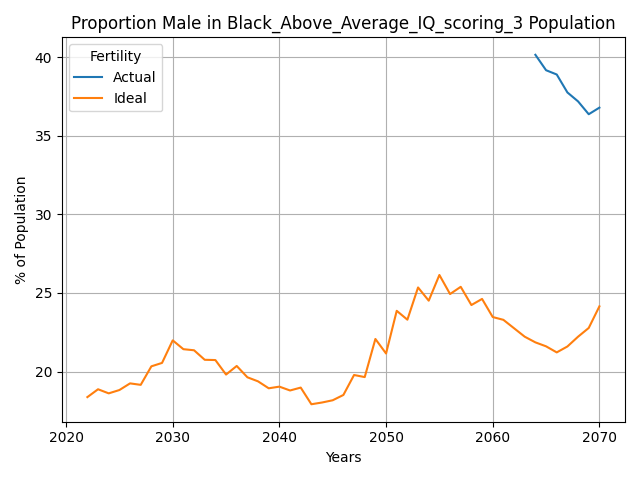 Proportion Male in Black_Above_Average_IQ_scoring_3 Population
Fertility
Actual
Ideal
40
35
30
25
20
% of Population
2020 2030 2040 2050 2060 2070
Years